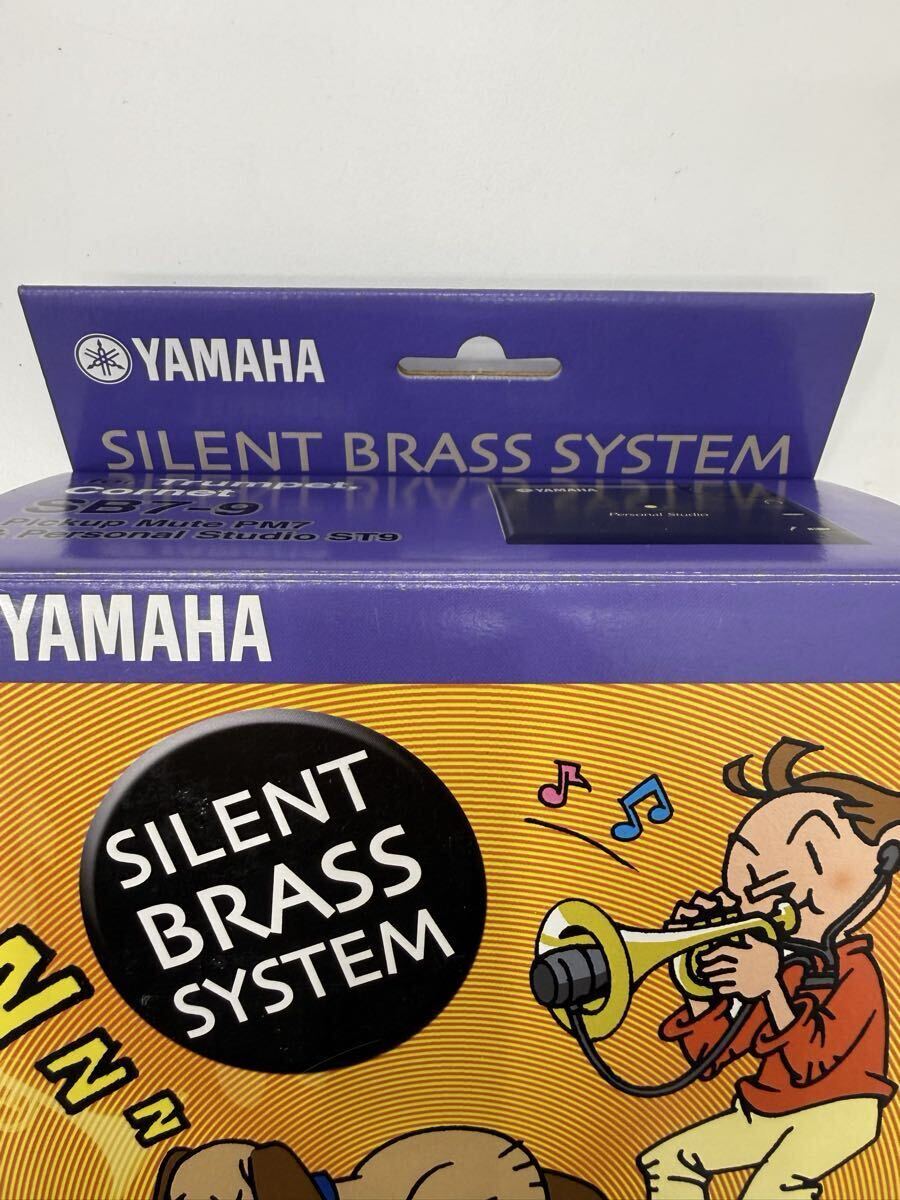 YAMAHA
SILENT BRASS SYSTEM
Trumpet,
Cornet
SB7-9
Pickup Mute PM7
& Personal Studio ST9
YAMAHA
Personal Studio
YAMAHA
SILENT
BRASS
SYSTEM
N
N
N
N